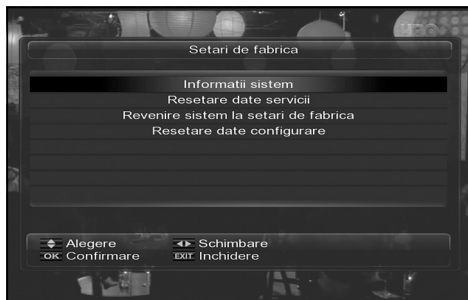 HBO
Setari de fabrica
Informatii sistem
Resetare date servicii
Revenire sistem la setari de fabrica
Resetare date configurare
Alegere
Schimbare
OK Confirmare
EXIT Inchidere